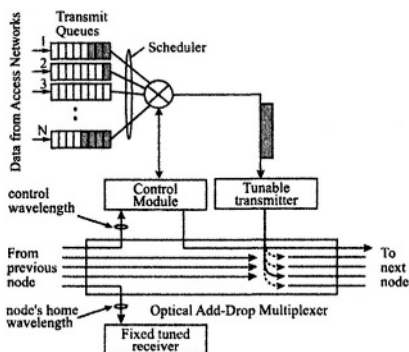 Transmit
Queues
Scheduler
Data from Access Networks
1
2
3
N
control
wavelength
Control
Module
Tunable
transmitter
From
previous
node
To
next
node
node's home
wavelength
Optical Add-Drop Multiplexer
Fixed tuned
receiver